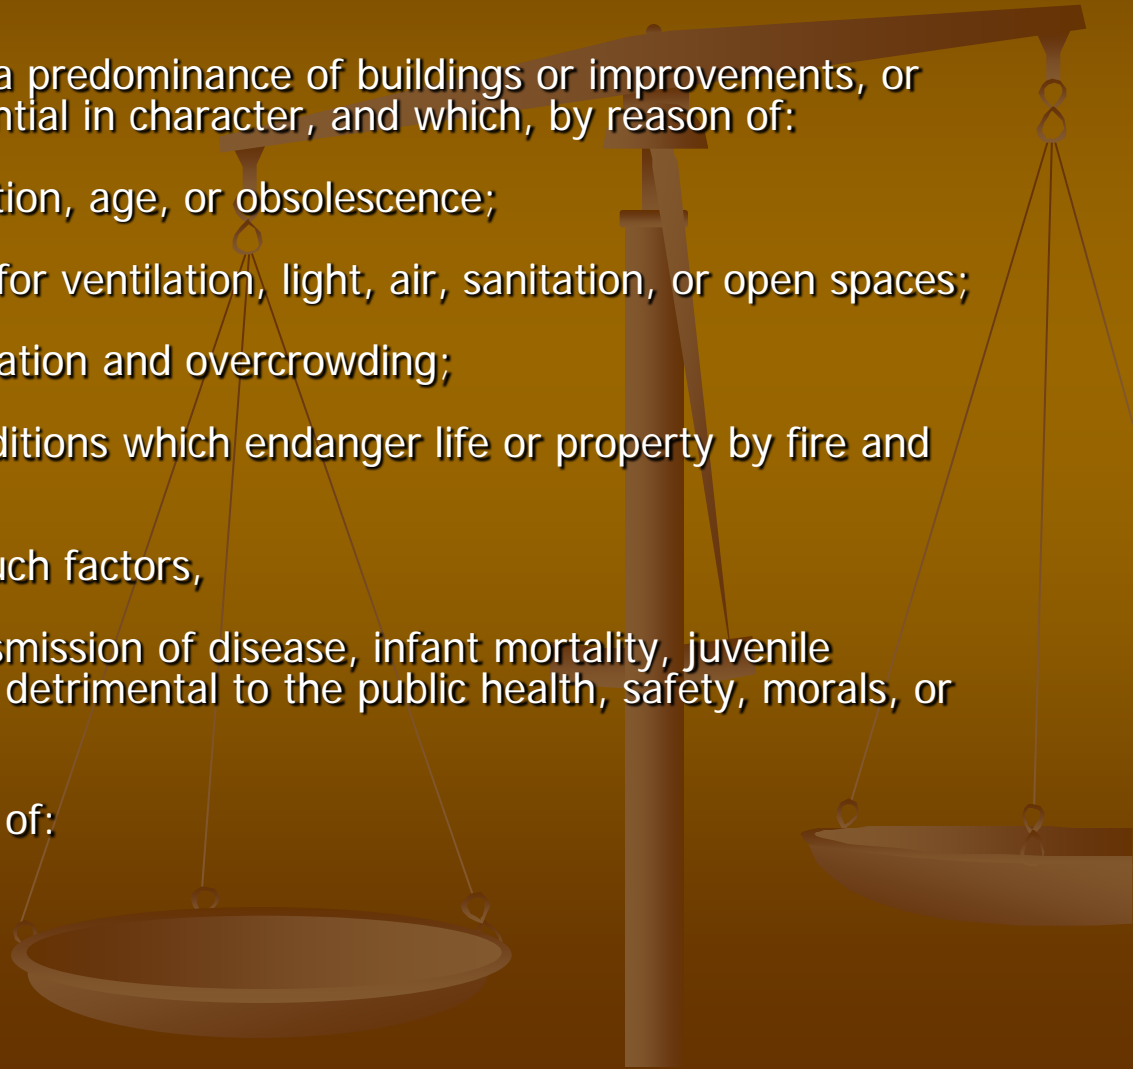 a predominance of buildings or improvements, or
ntial in character, and which, by reason of:
tion, age, or obsolescence;
for ventilation, light, air, sanitation, or open spaces;
ation and overcrowding;
ditions which endanger life or property by fire and
uch factors,
smission of disease, infant mortality, juvenile
detrimental to the public health, safety, morals, or
of: